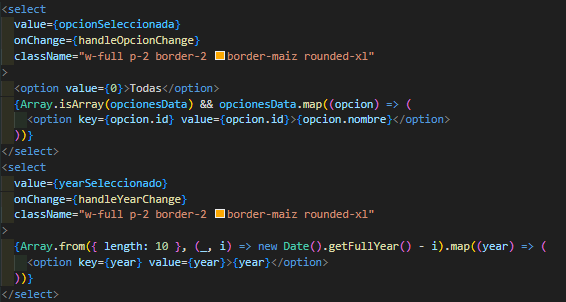 <select
value={opcionSeleccionada}
onChange={handleOpcionChange}
className="w-full p-2 border-2 border-maiz rounded-xl"
>
<option value={0}>Todas</option>
{Array.isArray(opcionesData) && opcionesData.map((opcion) => (
<option key={opcion.id} value={opcion.id}>{opcion.nombre}</option>
))}
</select>
<select
value={yearSeleccionado}
onChange={handleYearChange}
className="w-full p-2 border-2 border-maiz rounded-xl"
>
{Array.from({ length: 10 }, (_, i) => new Date().getFullYear() - i).map((year) => (
<option key={year} value={year}>{year}</option>
))}
</select>